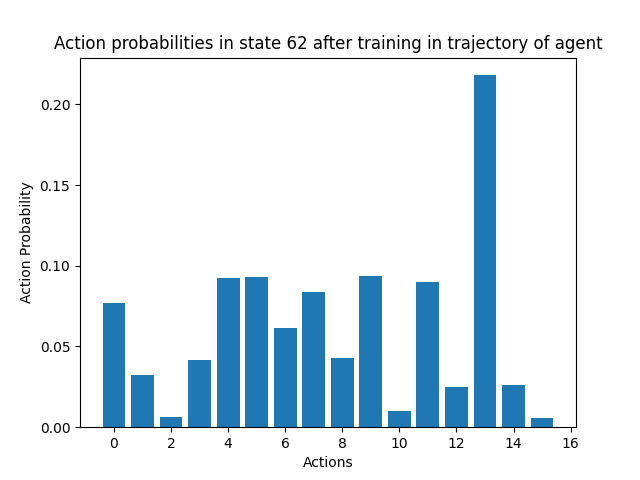 Action probabilities in state 62 after training in trajectory of agent
0.20
0.15
0.10
0.05
0.00
Action Probability
0 2 4 6 8 10 12 14 16
Actions